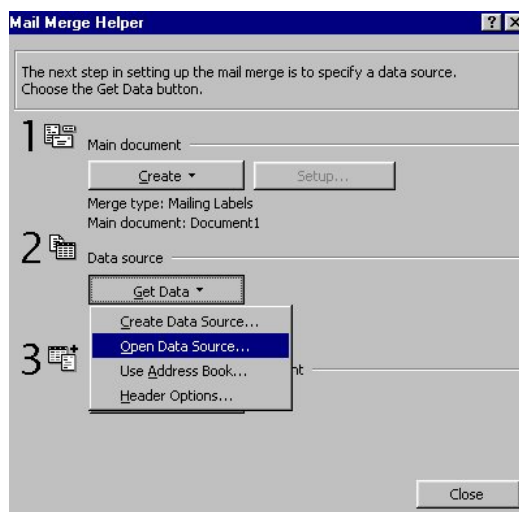 Mail Merge Helper
The next step in setting up the mail merge is to specify a data source.
Choose the Get Data button.
1
Main document
Create
Setup...
Merge type: Mailing Labels
Main document: Document1
2
Data source
Get Data
Create Data Source...
Open Data Source...
3
Use Address Book...
Header Options...
Close